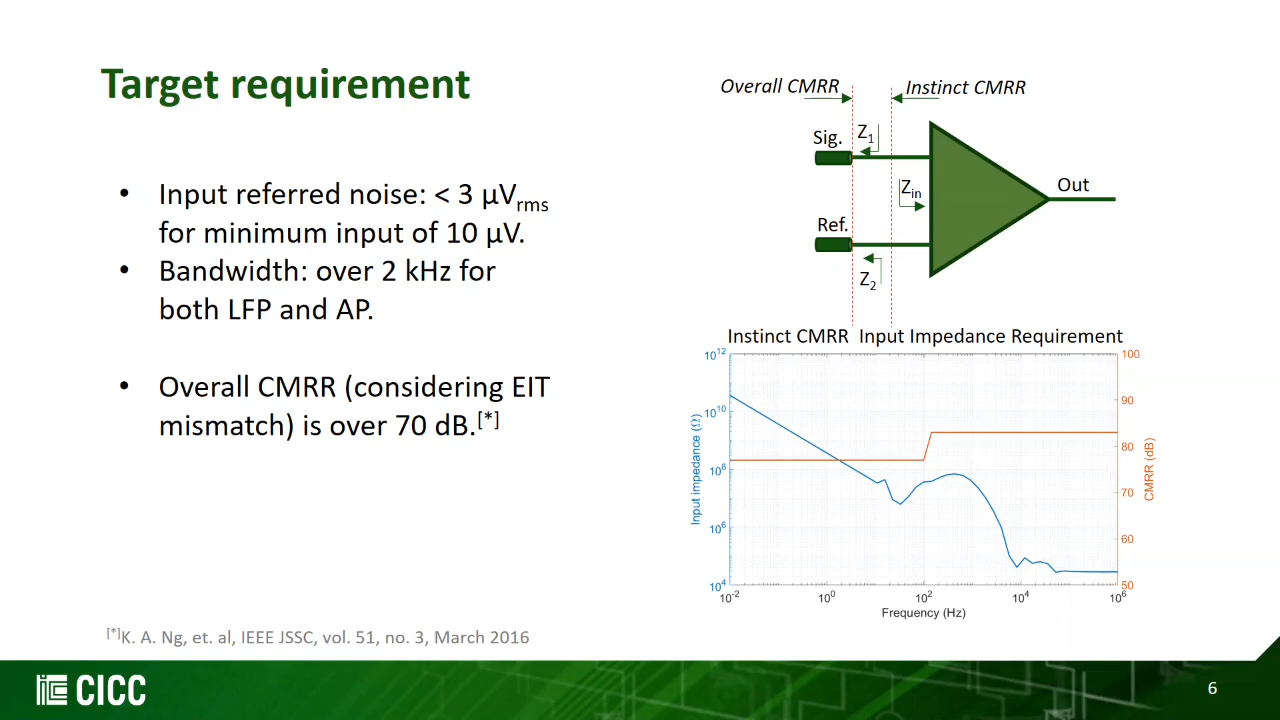 Target requirement
• Input referred noise: < 3 µVrms
for minimum input of 10 µV.
• Bandwidth: over 2 kHz for
both LFP and AP.
• Overall CMRR (considering EIT
mismatch) is over 70 dB.[*]
Overall CMRR
Instinct CMRR
Sig.
Z1
Zin
Out
Ref.
Z2
Instinct CMRR Input Impedance Requirement
10^12
10^10
10^8
10^6
10^4
Input impedance (Ω)
100
90
80
70
60
50
CMRR (dB)
10^-2
10^0
10^2
10^4
10^6
Frequency (Hz)
[*]K. A. Ng, et. al, IEEE JSSC, vol. 51, no. 3, March 2016
CICC
6